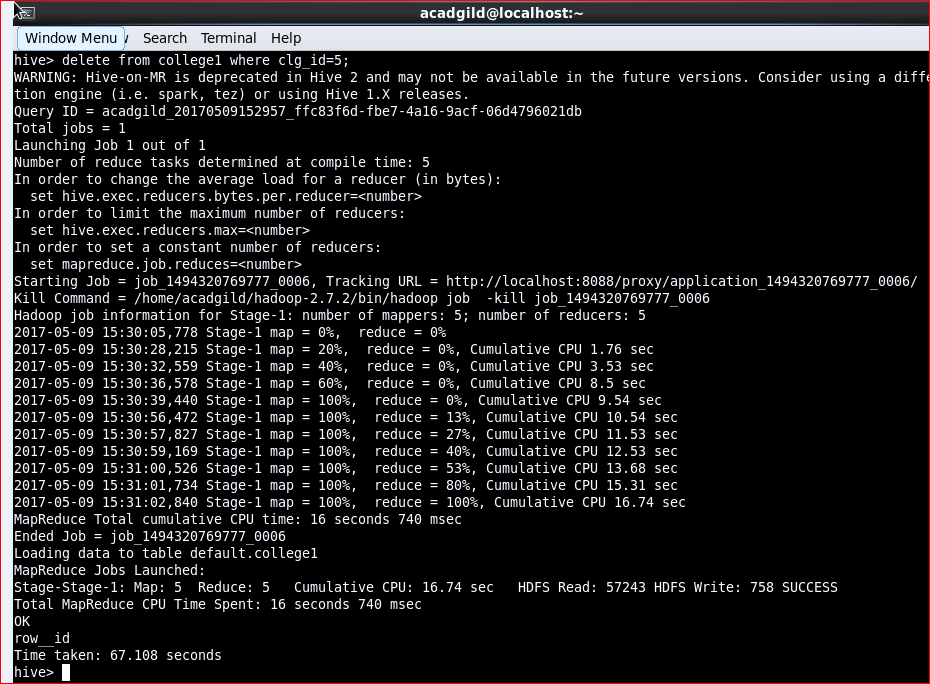 acadgild@localhost:~
Window Menu Search Terminal Help
hive> delete from college1 where clg_id=5;
WARNING: Hive-on-MR is deprecated in Hive 2 and may not be available in the future versions. Consider using a diffe
tion engine (i.e. spark, tez) or using Hive 1.X releases.
Query ID = acadgild_20170509152957_ffc83f6d-fbe7-4a16-9acf-06d4796021db
Total jobs = 1
Launching Job 1 out of 1
Number of reduce tasks determined at compile time: 5
In order to change the average load for a reducer (in bytes):
  set hive.exec.reducers.bytes.per.reducer=<number>
In order to limit the maximum number of reducers:
  set hive.exec.reducers.max=<number>
In order to set a constant number of reducers:
  set mapreduce.job.reduces=<number>
Starting Job = job_1494320769777_0006, Tracking URL = http://localhost:8088/proxy/application_1494320769777_0006/
Kill Command = /home/acadgild/hadoop-2.7.2/bin/hadoop job  -kill job_1494320769777_0006
Hadoop job information for Stage-1: number of mappers: 5; number of reducers: 5
2017-05-09 15:30:05,778 Stage-1 map = 0%,  reduce = 0%
2017-05-09 15:30:28,215 Stage-1 map = 20%,  reduce = 0%, Cumulative CPU 1.76 sec
2017-05-09 15:30:32,559 Stage-1 map = 40%,  reduce = 0%, Cumulative CPU 3.53 sec
2017-05-09 15:30:36,578 Stage-1 map = 60%,  reduce = 0%, Cumulative CPU 8.5 sec
2017-05-09 15:30:39,440 Stage-1 map = 100%,  reduce = 0%, Cumulative CPU 9.54 sec
2017-05-09 15:30:56,472 Stage-1 map = 100%,  reduce = 13%, Cumulative CPU 10.54 sec
2017-05-09 15:30:57,827 Stage-1 map = 100%,  reduce = 27%, Cumulative CPU 11.53 sec
2017-05-09 15:30:59,169 Stage-1 map = 100%,  reduce = 40%, Cumulative CPU 12.53 sec
2017-05-09 15:31:00,526 Stage-1 map = 100%,  reduce = 53%, Cumulative CPU 13.68 sec
2017-05-09 15:31:01,734 Stage-1 map = 100%,  reduce = 80%, Cumulative CPU 15.31 sec
2017-05-09 15:31:02,840 Stage-1 map = 100%,  reduce = 100%, Cumulative CPU 16.74 sec
MapReduce Total cumulative CPU time: 16 seconds 740 msec
Ended Job = job_1494320769777_0006
Loading data to table default.college1
MapReduce Jobs Launched:
Stage-Stage-1: Map: 5  Reduce: 5   Cumulative CPU: 16.74 sec   HDFS Read: 57243 HDFS Write: 758 SUCCESS
Total MapReduce CPU Time Spent: 16 seconds 740 msec
OK
row__id
Time taken: 67.108 seconds
hive>